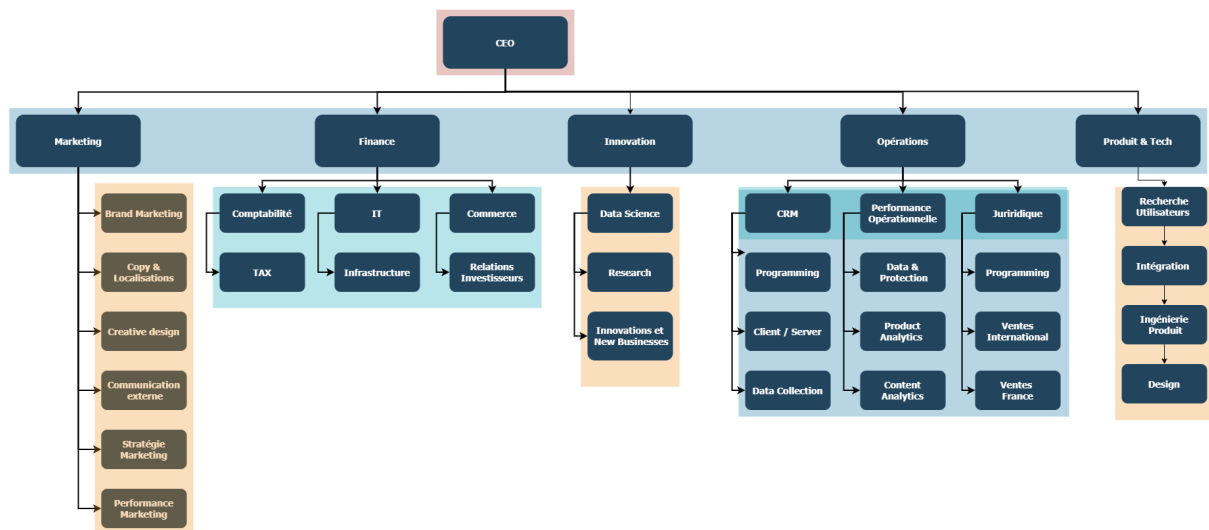 CEO
Marketing
Finance
Innovation
Opérations
Produit & Tech
Brand Marketing
Copy &
Localisations
Creative design
Communication
externe
Stratégie
Marketing
Performance
Marketing
Comptabilité
TAX
IT
Infrastructure
Commerce
Relations
Investisseurs
Data Science
Research
Innovations et
New Businesses
CRM
Programming
Client / Server
Data Collection
Performance
Opérationnelle
Data &
Protection
Product
Analytics
Content
Analytics
Juriridique
Programming
Ventes
International
Ventes
France
Recherche
Utilisateurs
Intégration
Ingénierie
Produit
Design